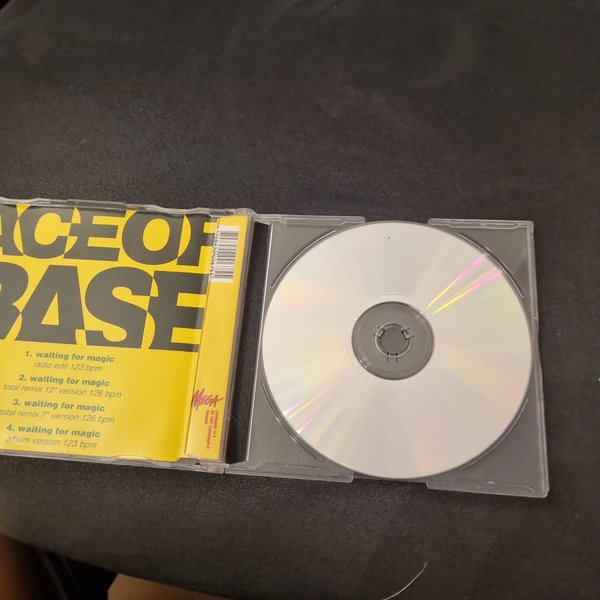 ACE OF
BASE
1. waiting for magic
radio edit 123 bpm
2. waiting for magic
total remix 12" version 126 bpm
3. waiting for magic
total remix 7" version 126 bpm
4. waiting for magic
album version 123 bpm
MEGA